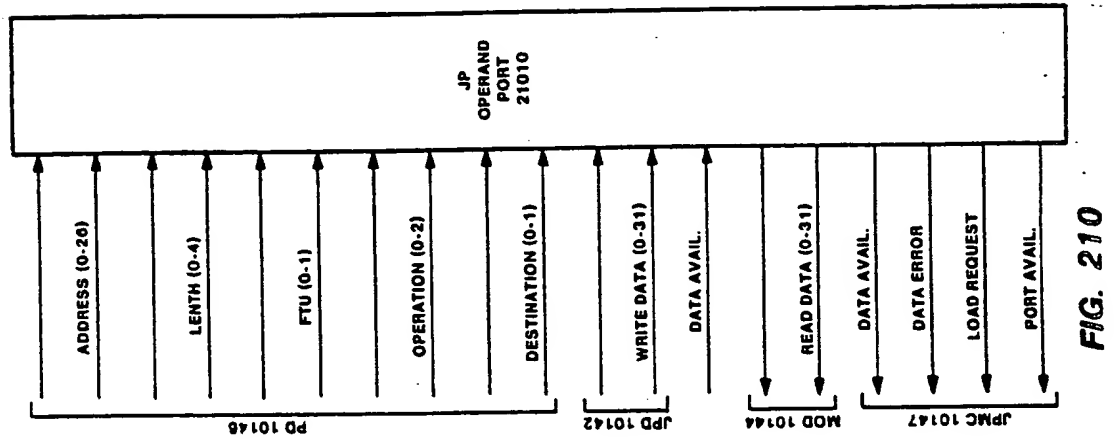 JP
OPERAND
PORT
21010
ADDRESS (0-26)
LENTH (0-4)
FTU (0-1)
OPERATION (0-2)
DESTINATION (0-1)
WRITE DATA (0-31)
DATA AVAIL.
READ DATA (0-31)
DATA AVAIL.
DATA ERROR
LOAD REQUEST
PORT AVAIL.
PD 10146
JPD 10142
MOD 10144
JPMC 10147
FIG. 210